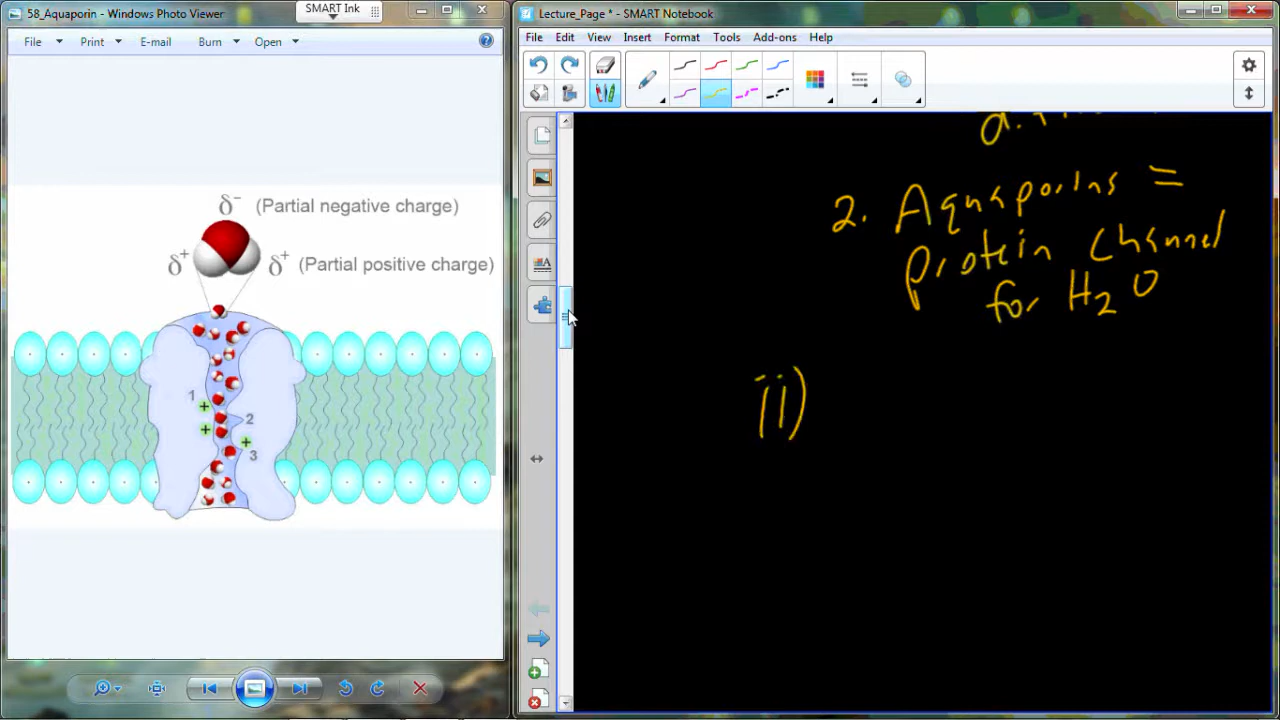 58_Aquaporin - Windows Photo Viewer
SMART Ink
File Print E-mail Burn Open
δ⁻ (Partial negative charge)
δ⁺ δ⁺ (Partial positive charge)
1 +
2
+ +
3
Lecture_Page * - SMART Notebook
File Edit View Insert Format Tools Add-ons Help
a.
2. Aquaporins =
protein channel
for H2O
ii)